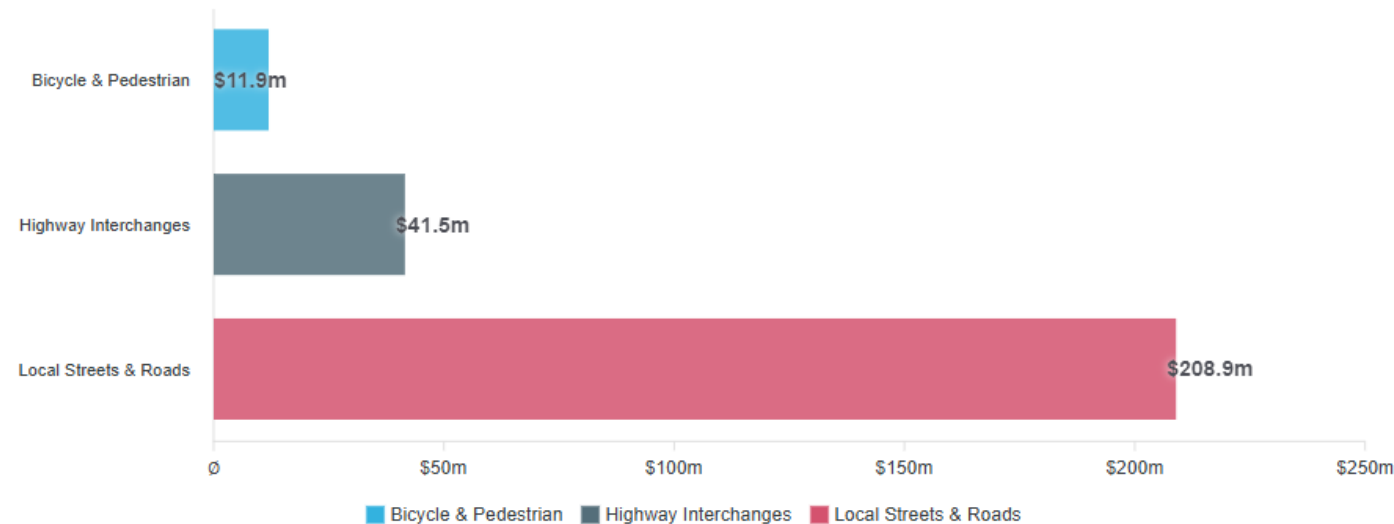 Bicycle & Pedestrian
$11.9m
Highway Interchanges
$41.5m
Local Streets & Roads
$208.9m
Ø $50m $100m $150m $200m $250m
Bicycle & Pedestrian Highway Interchanges Local Streets & Roads